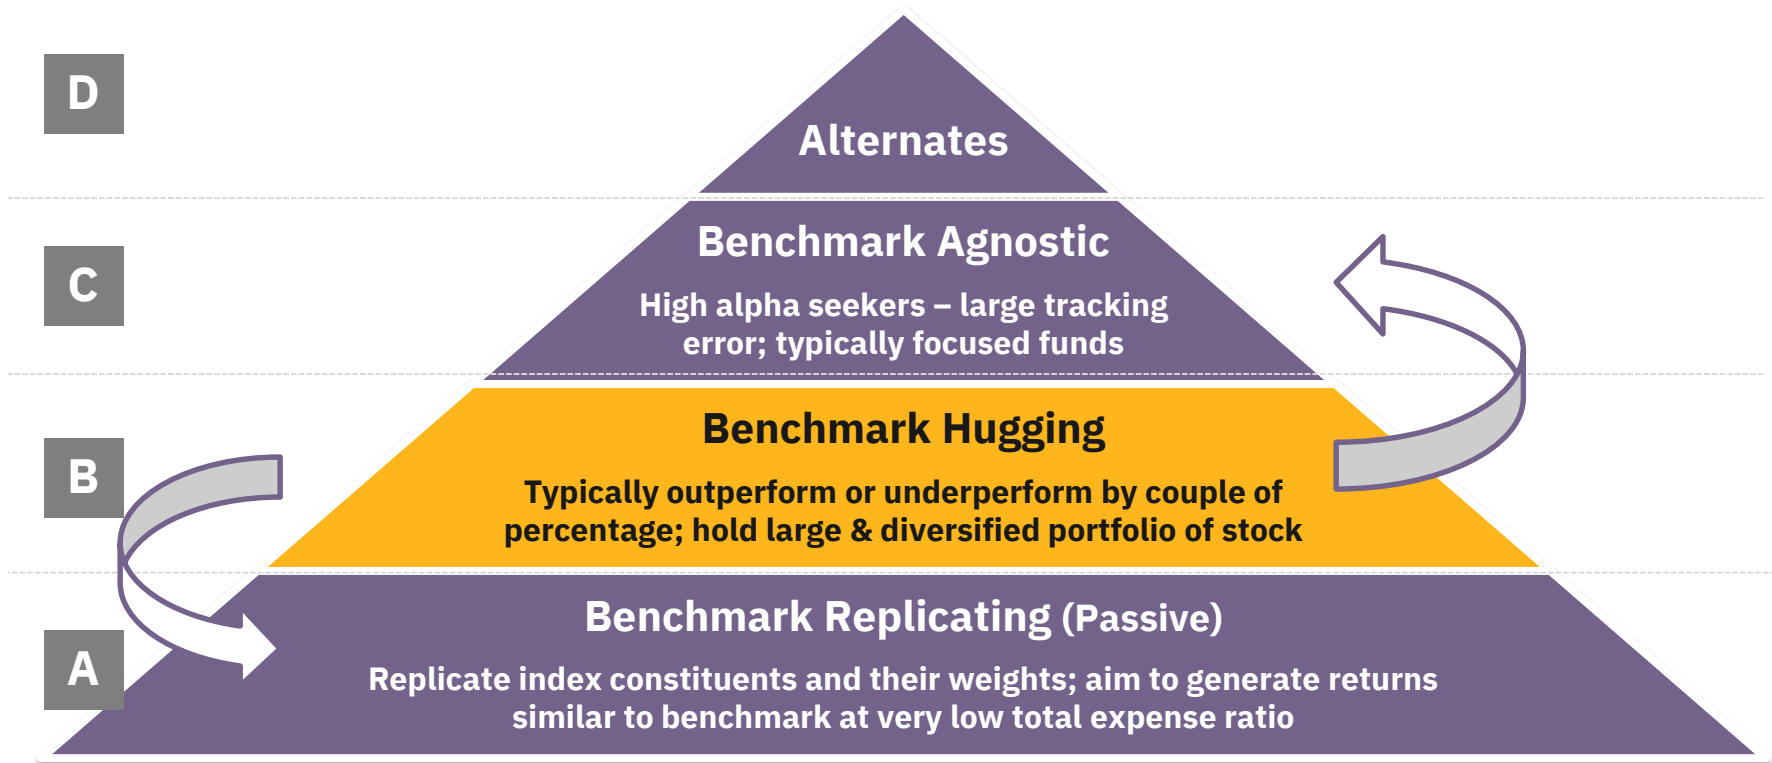 D
Alternates
C
Benchmark Agnostic
High alpha seekers – large tracking
error; typically focused funds
B
Benchmark Hugging
Typically outperform or underperform by couple of
percentage; hold large & diversified portfolio of stock
A
Benchmark Replicating (Passive)
Replicate index constituents and their weights; aim to generate returns
similar to benchmark at very low total expense ratio